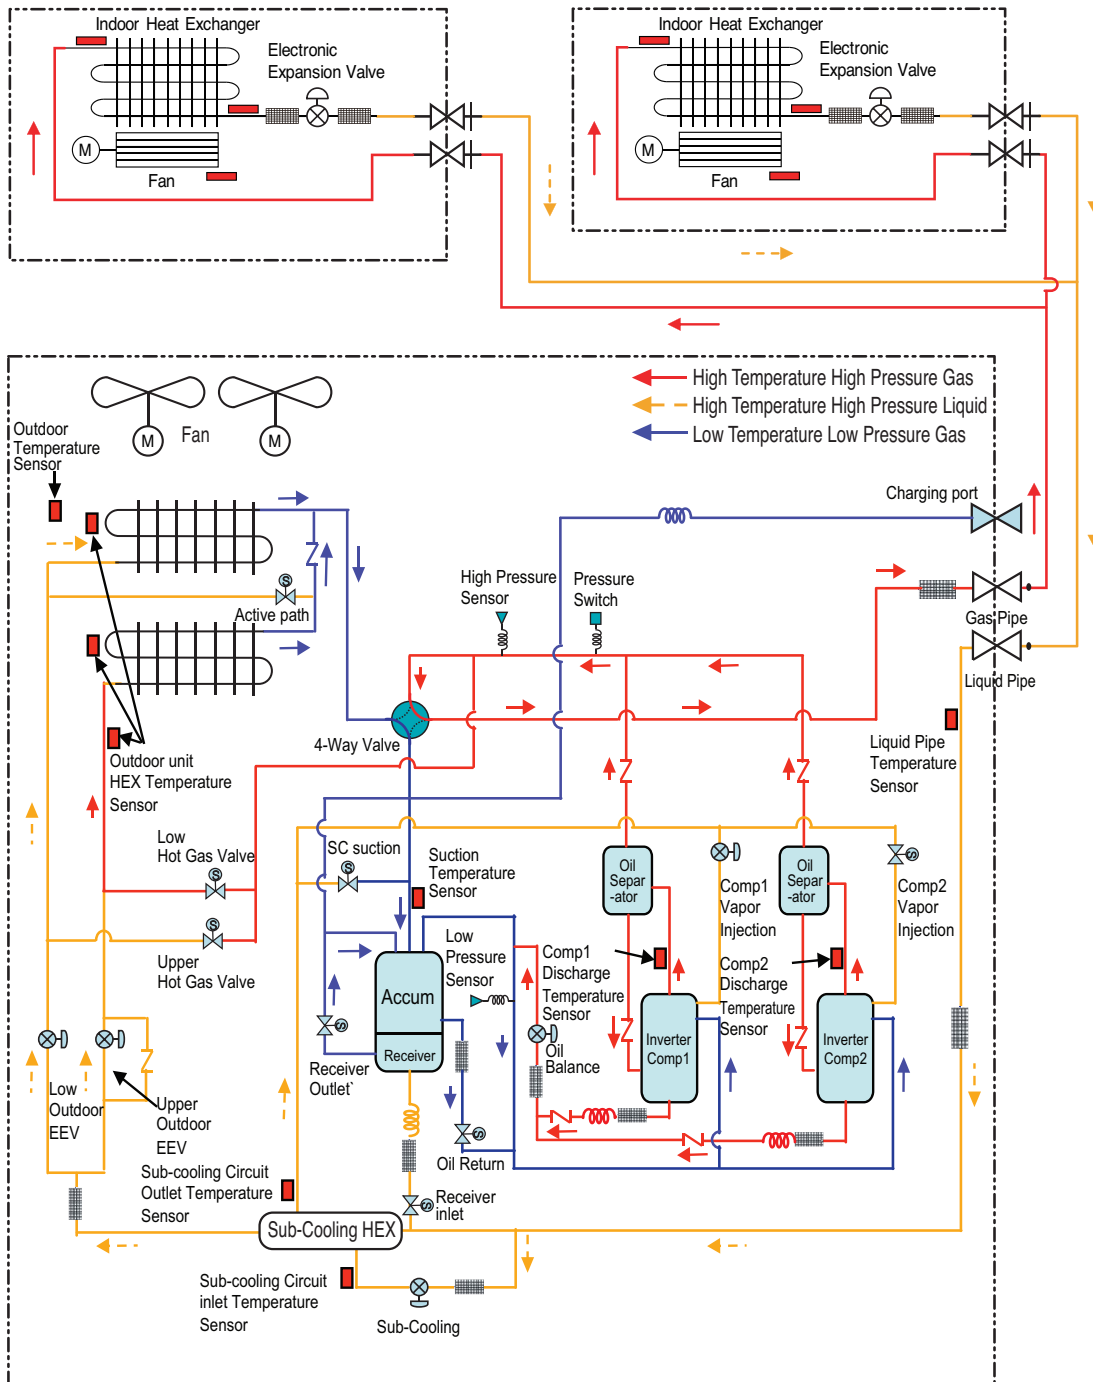 Indoor Heat Exchanger
Electronic
Expansion Valve
M
Fan
Indoor Heat Exchanger
Electronic
Expansion Valve
M
Fan
High Temperature High Pressure Gas
High Temperature High Pressure Liquid
Low Temperature Low Pressure Gas
M
Fan
M
Outdoor
Temperature
Sensor
Charging port
High Pressure
Sensor
Pressure
Switch
S
Active path
Gas Pipe
Liquid Pipe
4-Way Valve
Outdoor unit
HEX Temperature
Sensor
Liquid Pipe
Temperature
Sensor
Low
Hot Gas Valve
S
SC suction
S
Suction
Temperature
Sensor
Oil
Separ
-ator
Oil
Separ
-ator
Comp1
Vapor
Injection
S
Comp2
Vapor
Injection
S
Upper
Hot Gas Valve
Low
Pressure
Sensor
Comp1
Discharge
Temperature
Sensor
Comp2
Discharge
Temperature
Sensor
Accum
Receiver
S
Receiver
Outlet`
Oil
Balance
Inverter
Comp1
Inverter
Comp2
Low
Outdoor
EEV
Upper
Outdoor
EEV
S
Oil Return
Sub-cooling Circuit
Outlet Temperature
Sensor
S
Receiver
inlet
Sub-Cooling HEX
Sub-cooling Circuit
inlet Temperature
Sensor
Sub-Cooling